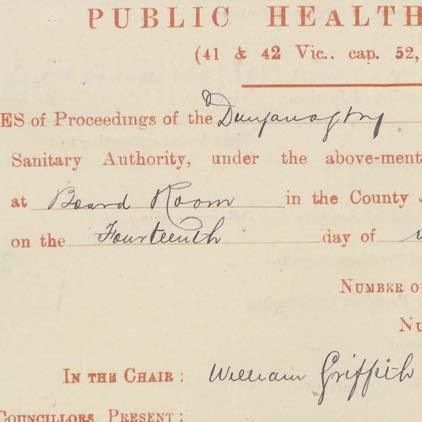 PUBLIC HEALTH
(41 & 42 Vic.. cap. 52,
ES of Proceedings of the Dunfanaghy
Sanitary Authority, under the above-ment
at Board Room in the County
on the Fourteenth day of
NUMBER O
NU
IN THE CHAIR: William Griffith
COUNCILLORS PRESENT: